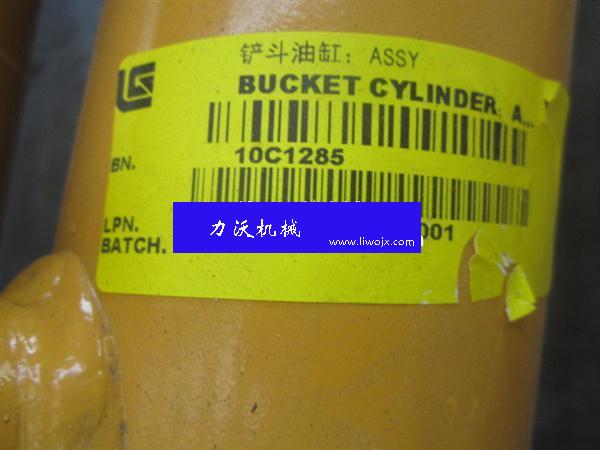 铲斗油缸; ASSY
BUCKET CYLINDER A...
BN.
10C1285
LPN.
BATCH.
001
力沃机械
www.liwojx.com